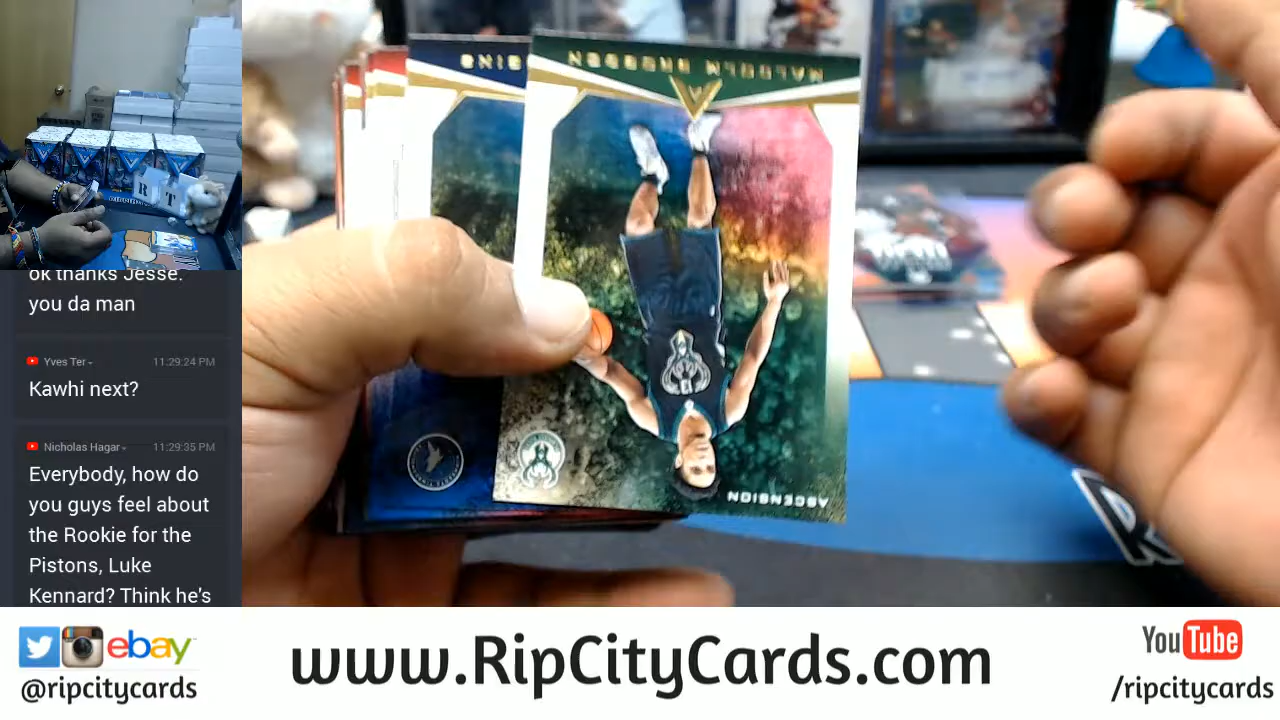 ok thanks Jesse.
you da man
Yves Ter
11:29:24 PM
Kawhi next?
Nicholas Hagar
11:29:35 PM
Everybody, how do
you guys feel about
the Rookie for the
Pistons, Luke
Kennard? Think he's
MALCOLM BROGDON
ASCENSION
R T
ebay
@ripcitycards
www.RipCityCards.com
YouTube
/ripcitycards